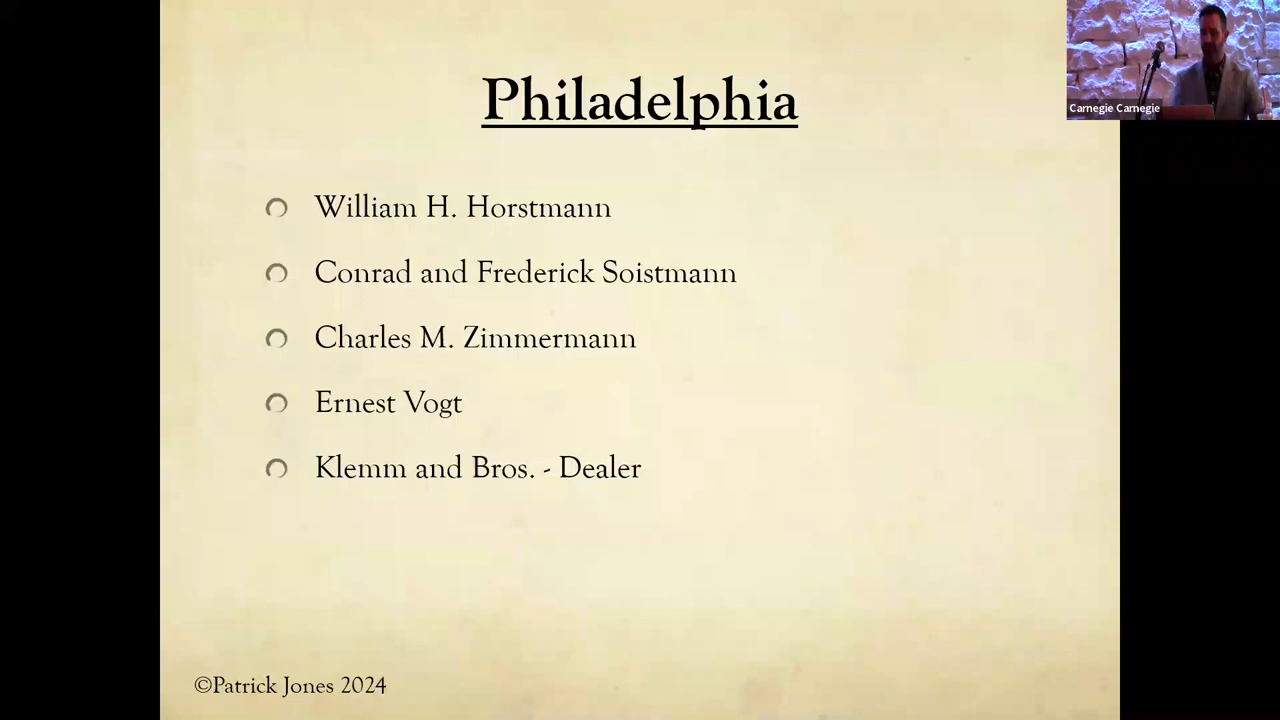 Philadelphia
William H. Horstmann
Conrad and Frederick Soistmann
Charles M. Zimmermann
Ernest Vogt
Klemm and Bros. - Dealer
©Patrick Jones 2024
Carnegie Carnegie